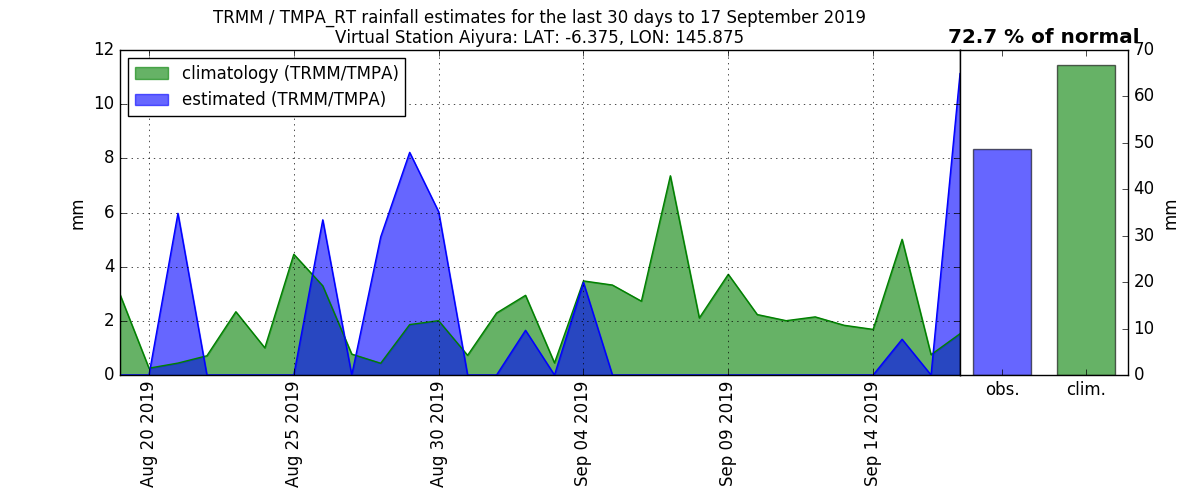 TRMM / TMPA_RT rainfall estimates for the last 30 days to 17 September 2019
Virtual Station Aiyura: LAT: -6.375, LON: 145.875
72.7 % of normal
climatology (TRMM/TMPA)
estimated (TRMM/TMPA)
12
10
8
6
4
2
0
mm
70
60
50
40
30
20
10
0
mm
Aug 20 2019
Aug 25 2019
Aug 30 2019
Sep 04 2019
Sep 09 2019
Sep 14 2019
obs.
clim.